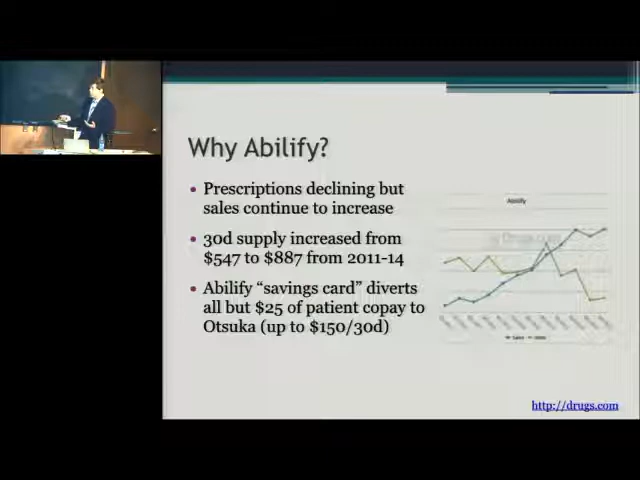 Why Abilify?
• Prescriptions declining but
sales continue to increase
• 30d supply increased from
$547 to $887 from 2011-14
• Abilify “savings card” diverts
all but $25 of patient copay to
Otsuka (up to $150/30d)
Abilify
http://drugs.com